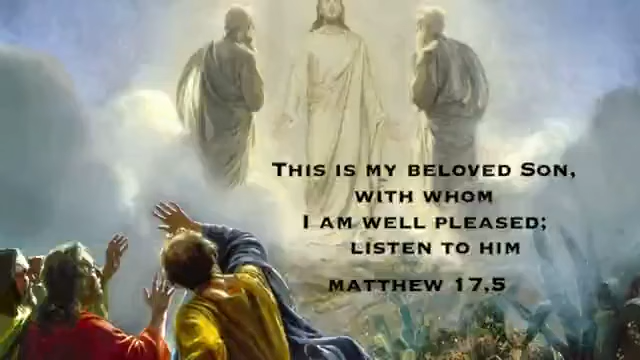 This is my beloved Son,
with whom
I am well pleased;
listen to him
matthew 17,5